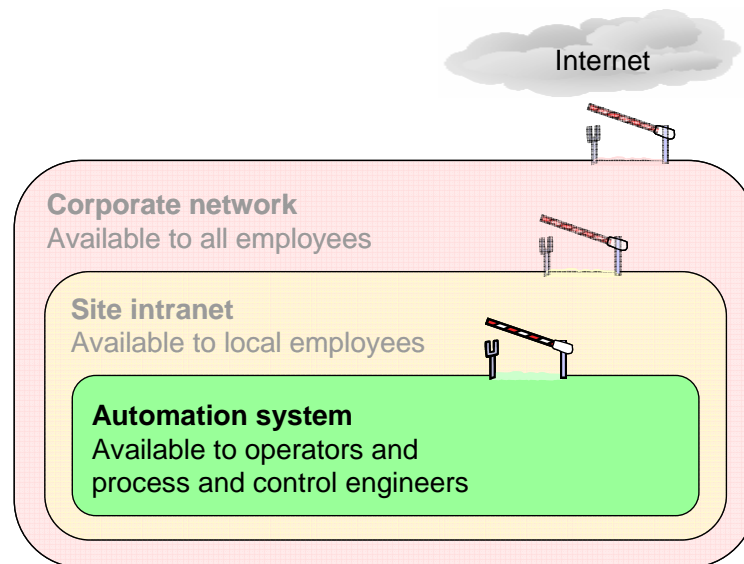 Internet
Corporate network
Available to all employees
Site intranet
Available to local employees
Automation system
Available to operators and
process and control engineers